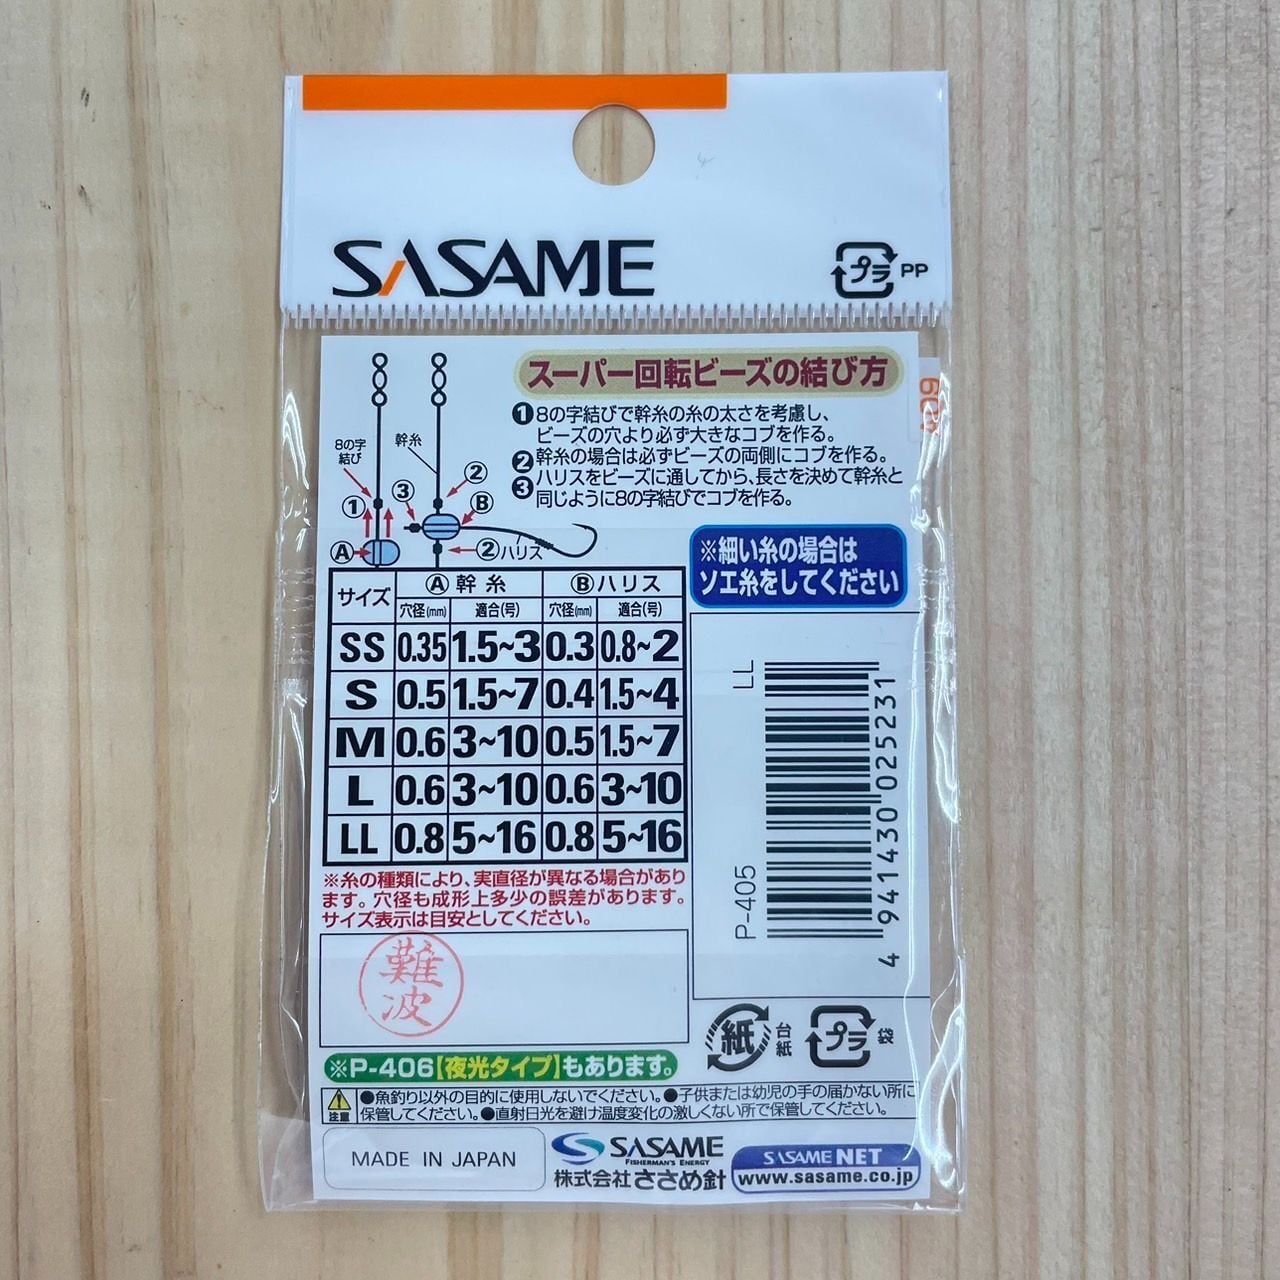 SASAME
プラ PP
スーパー回転ビーズの結び方
①8の字結びで幹糸の糸の太さを考慮し、
ビーズの穴より必ず大きなコブを作る。
②幹糸の場合は必ずビーズの両側にコブを作る。
③ハリスをビーズに通してから、長さを決めて幹糸と
同じように8の字結びでコブを作る。
8の字
結び
幹糸
①
②
③
Ⓑ
Ⓐ
②ハリス
※細い糸の場合は
ソエ糸をしてください
サイズ Ⓐ幹糸 Ⓑハリス
穴径(mm) 適合(号) 穴径(mm) 適合(号)
SS 0.35 1.5~3 0.3 0.8~2
S 0.5 1.5~7 0.4 1.5~4
M 0.6 3~10 0.5 1.5~7
L 0.6 3~10 0.6 3~10
LL 0.8 5~16 0.8 5~16
※糸の種類により、実直径が異なる場合があり
ます。穴径も成形上多少の誤差があります。
サイズ表示は目安としてください。
難波
P-405 LL
4 941430 025231
紙 台紙
プラ 袋
※P-406【夜光タイプ】もあります。
注意
●魚釣り以外の目的に使用しないでください。●子供または幼児の手の届かない所に
保管してください。●直射日光を避け温度変化の激しくない所で保管してください。
MADE IN JAPAN
SASAME
FISHERMAN'S ENERGY
株式会社ささめ針
SASAME NET
www.sasame.co.jp